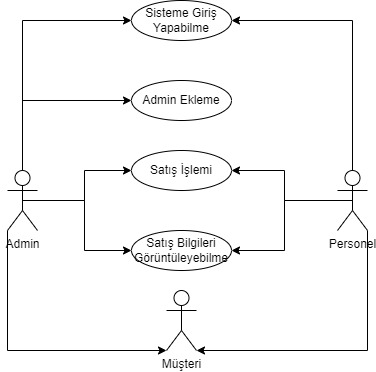 Sisteme Giriş
Yapabilme
Admin Ekleme
Satış İşlemi
Satış Bilgileri
Görüntüleyebilme
Admin
Personel
Müşteri